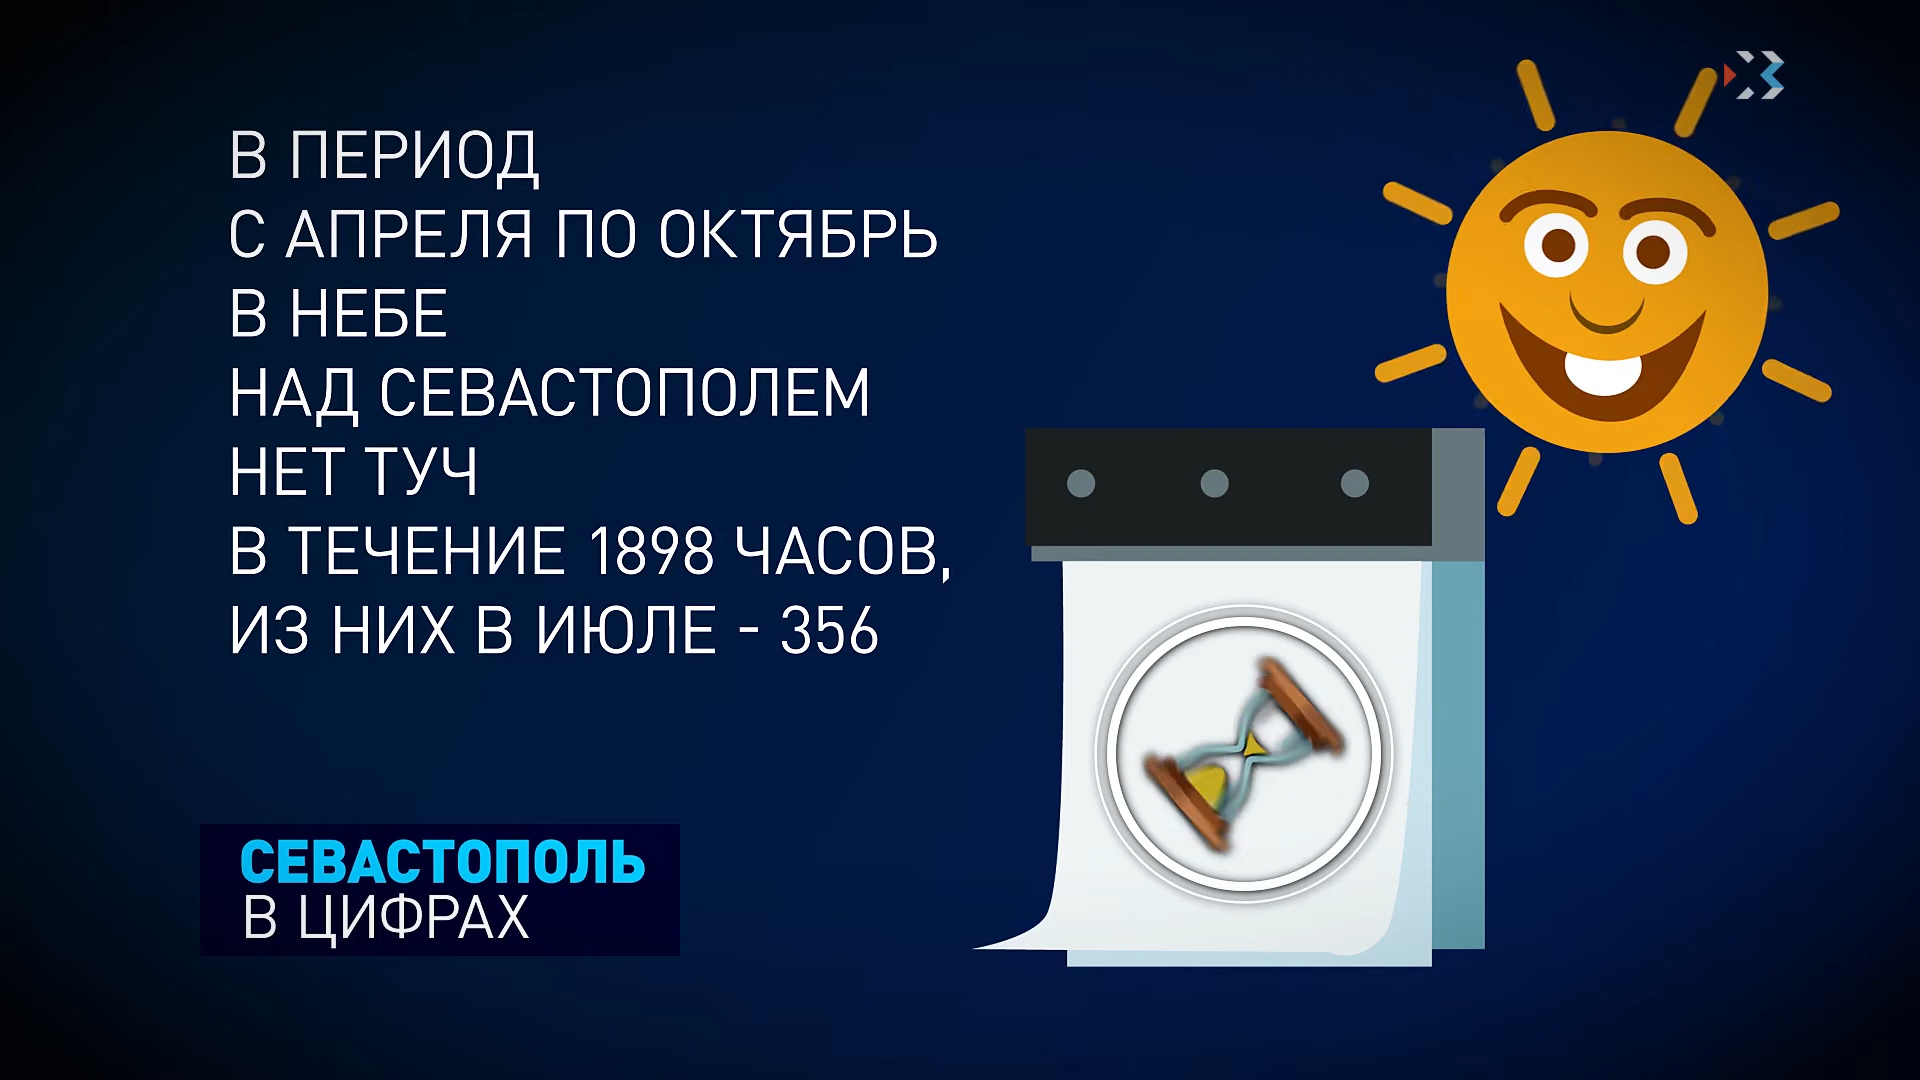 В ПЕРИОД
С АПРЕЛЯ ПО ОКТЯБРЬ
В НЕБЕ
НАД СЕВАСТОПОЛЕМ
НЕТ ТУЧ
В ТЕЧЕНИЕ 1898 ЧАСОВ,
ИЗ НИХ В ИЮЛЕ - 356
СЕВАСТОПОЛЬ
В ЦИФРАХ